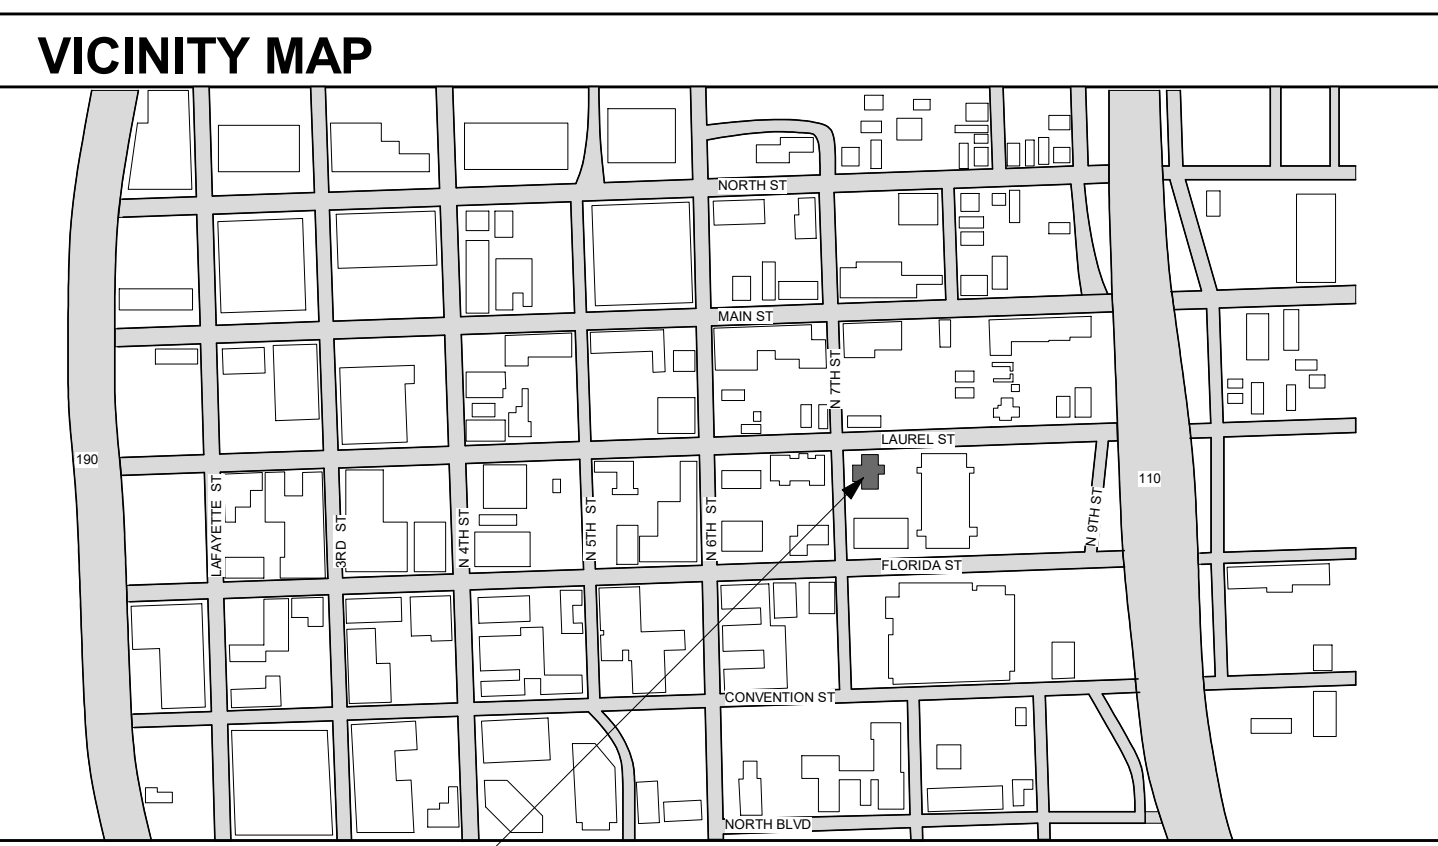 VICINITY MAP
NORTH ST
MAIN ST
N 7TH ST
LAUREL ST
190
110
LAFAYETTE ST
3RD ST
N 4TH ST
N 5TH ST
N 6TH ST
N 9TH ST
FLORIDA ST
CONVENTION ST
NORTH BLVD